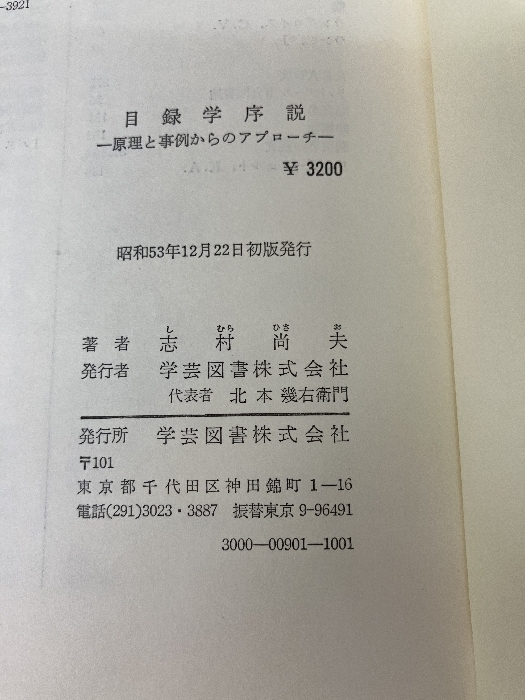 -3921
目録学序説
―原理と事例からのアプローチ―
¥ 3200
昭和53年12月22日初版発行
し むら ひさ お
著者 志村尚夫
発行者 学芸図書株式会社
代表者 北本 幾右衛門
発行所 学芸図書株式会社
〒101
東京都千代田区神田錦町1―16
電話(291)3023・3887 振替東京9-96491
3000―00901―1001